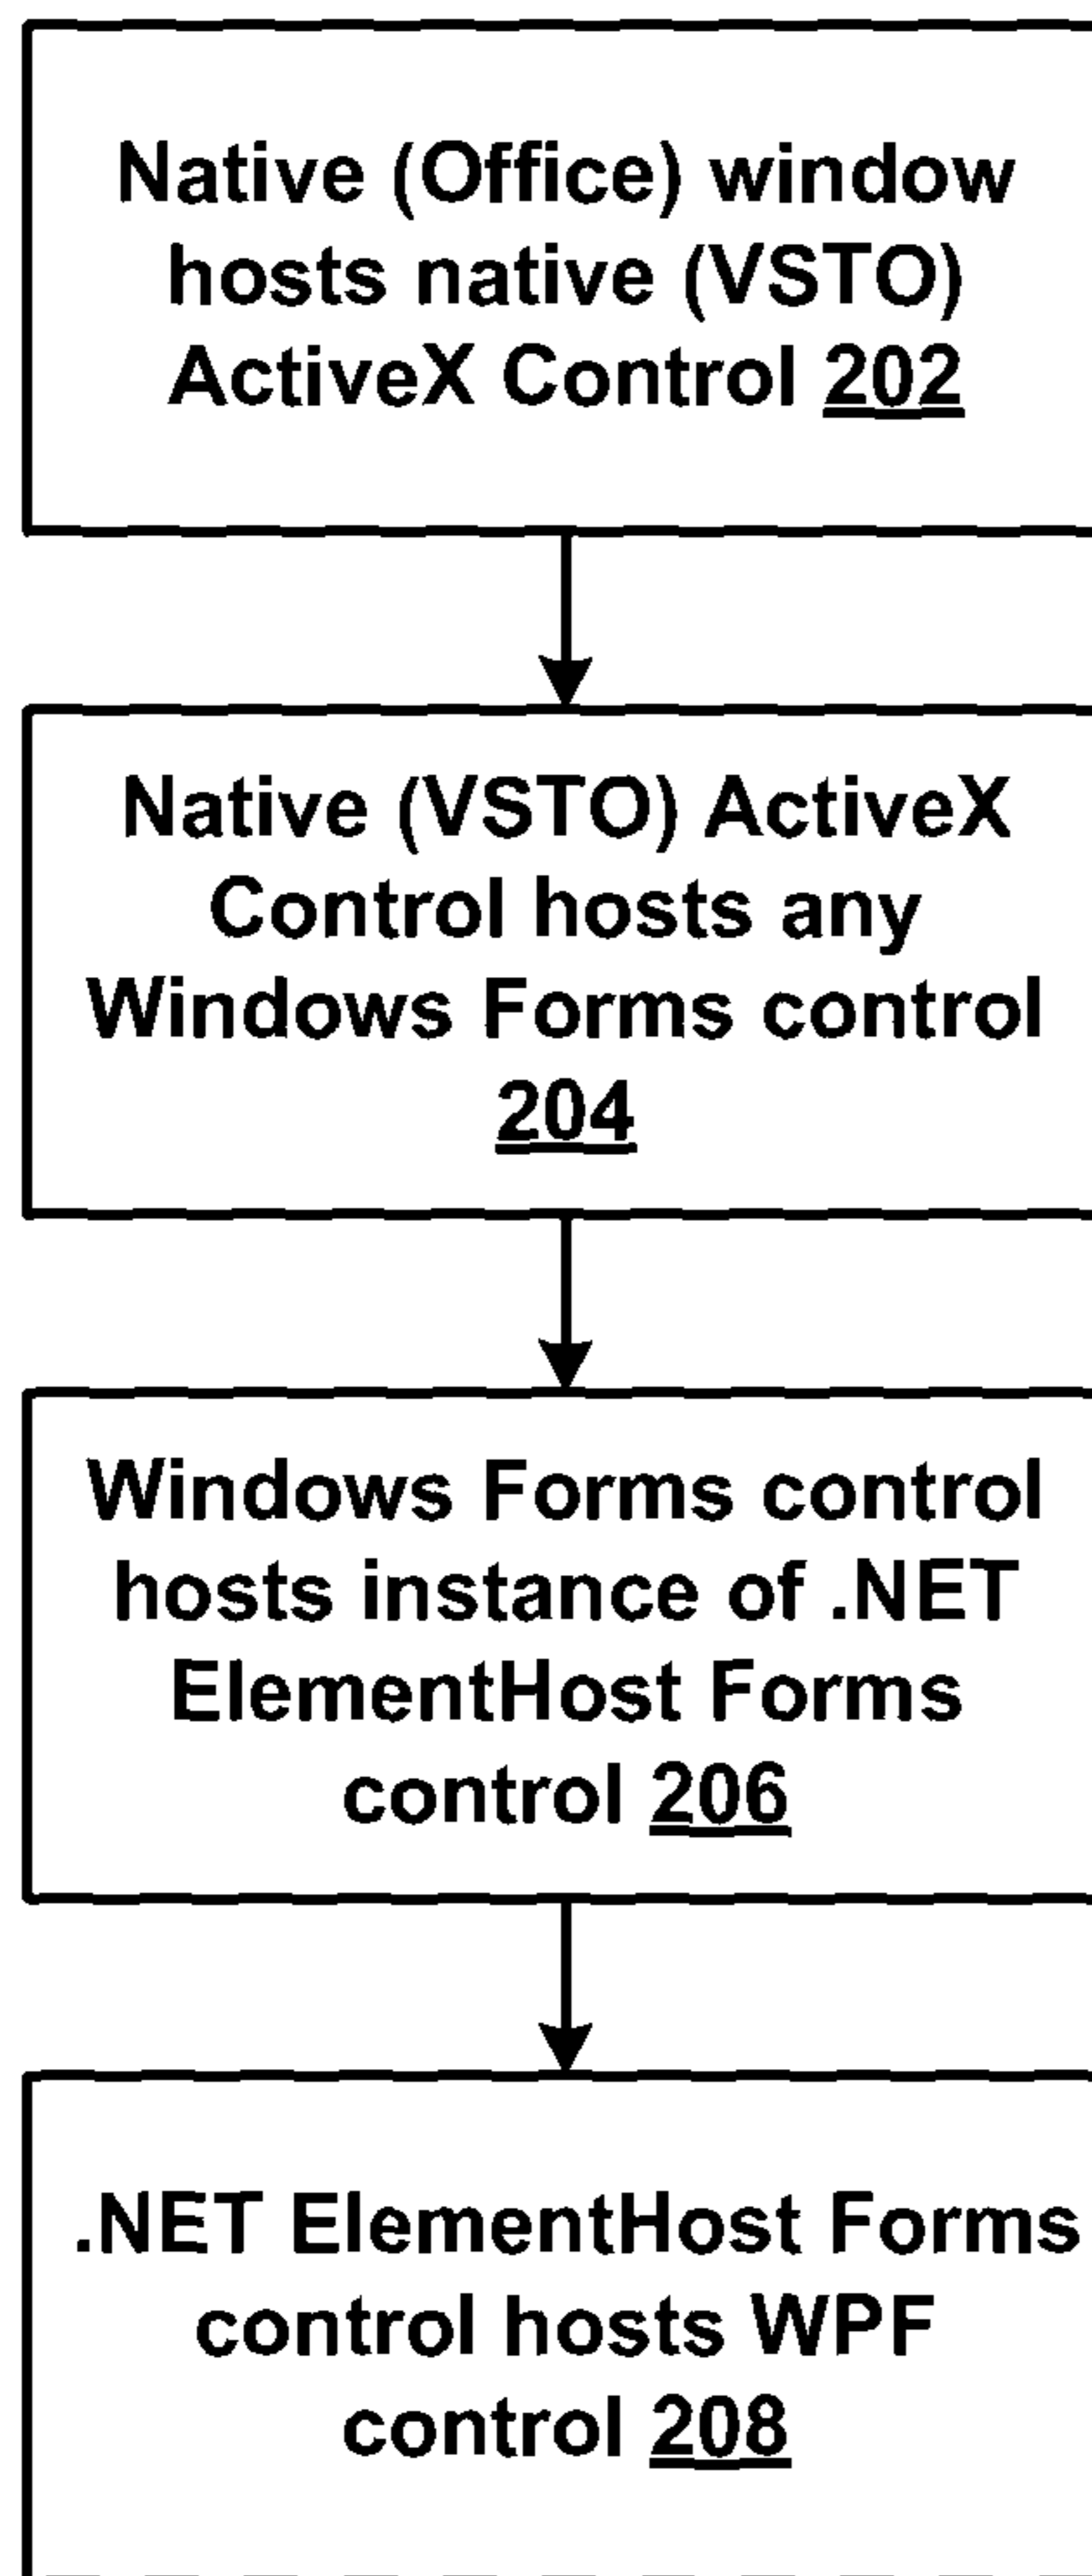 Native (Office) window
hosts native (VSTO)
ActiveX Control 202
Native (VSTO) ActiveX
Control hosts any
Windows Forms control
204
Windows Forms control
hosts instance of .NET
ElementHost Forms
control 206
.NET ElementHost Forms
control hosts WPF
control 208